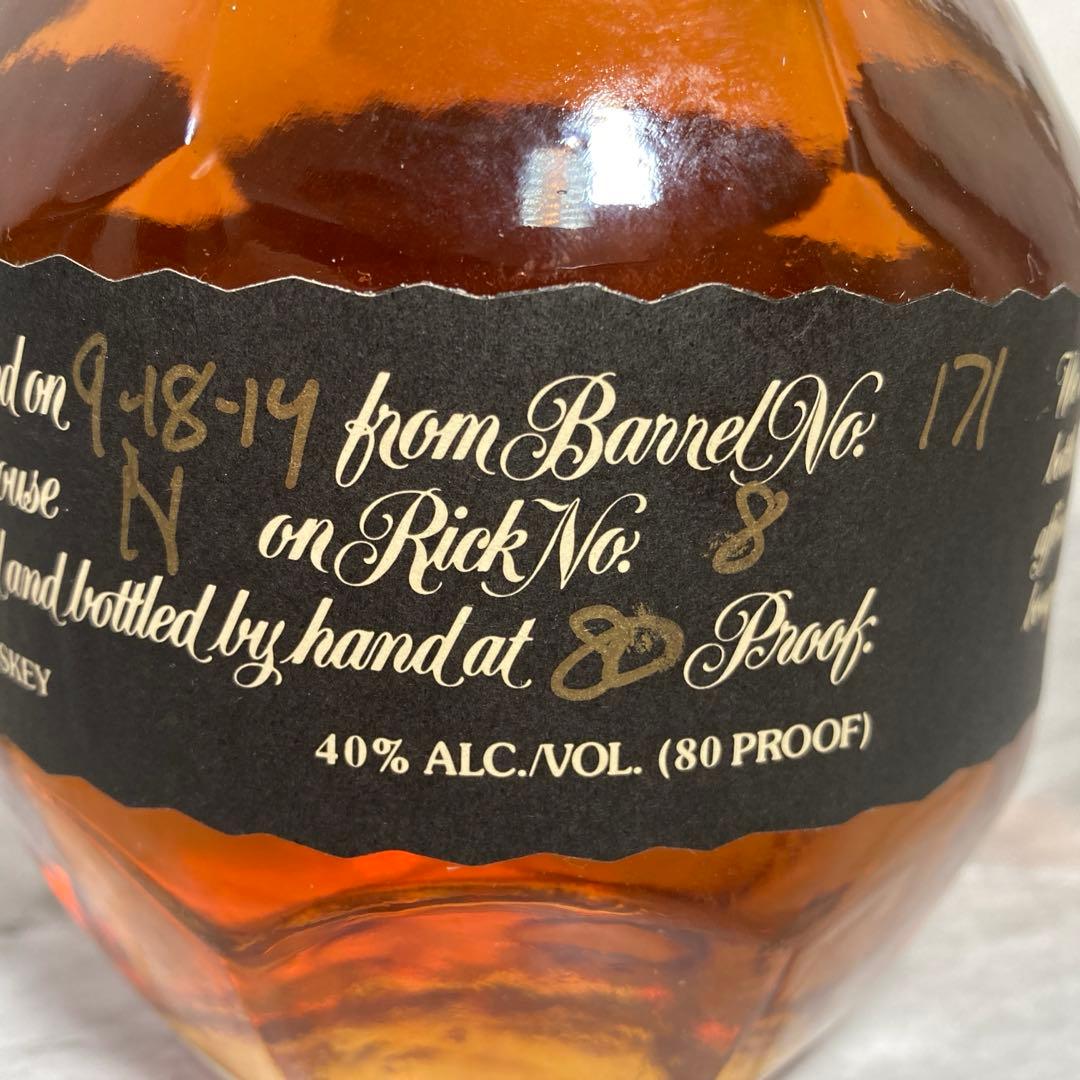 d on 9-18-14 from Barrel No. 171
ouse N on Rick No. 8
and bottled by hand at 80 Proof.
SKEY
40% ALC./VOL. (80 PROOF)